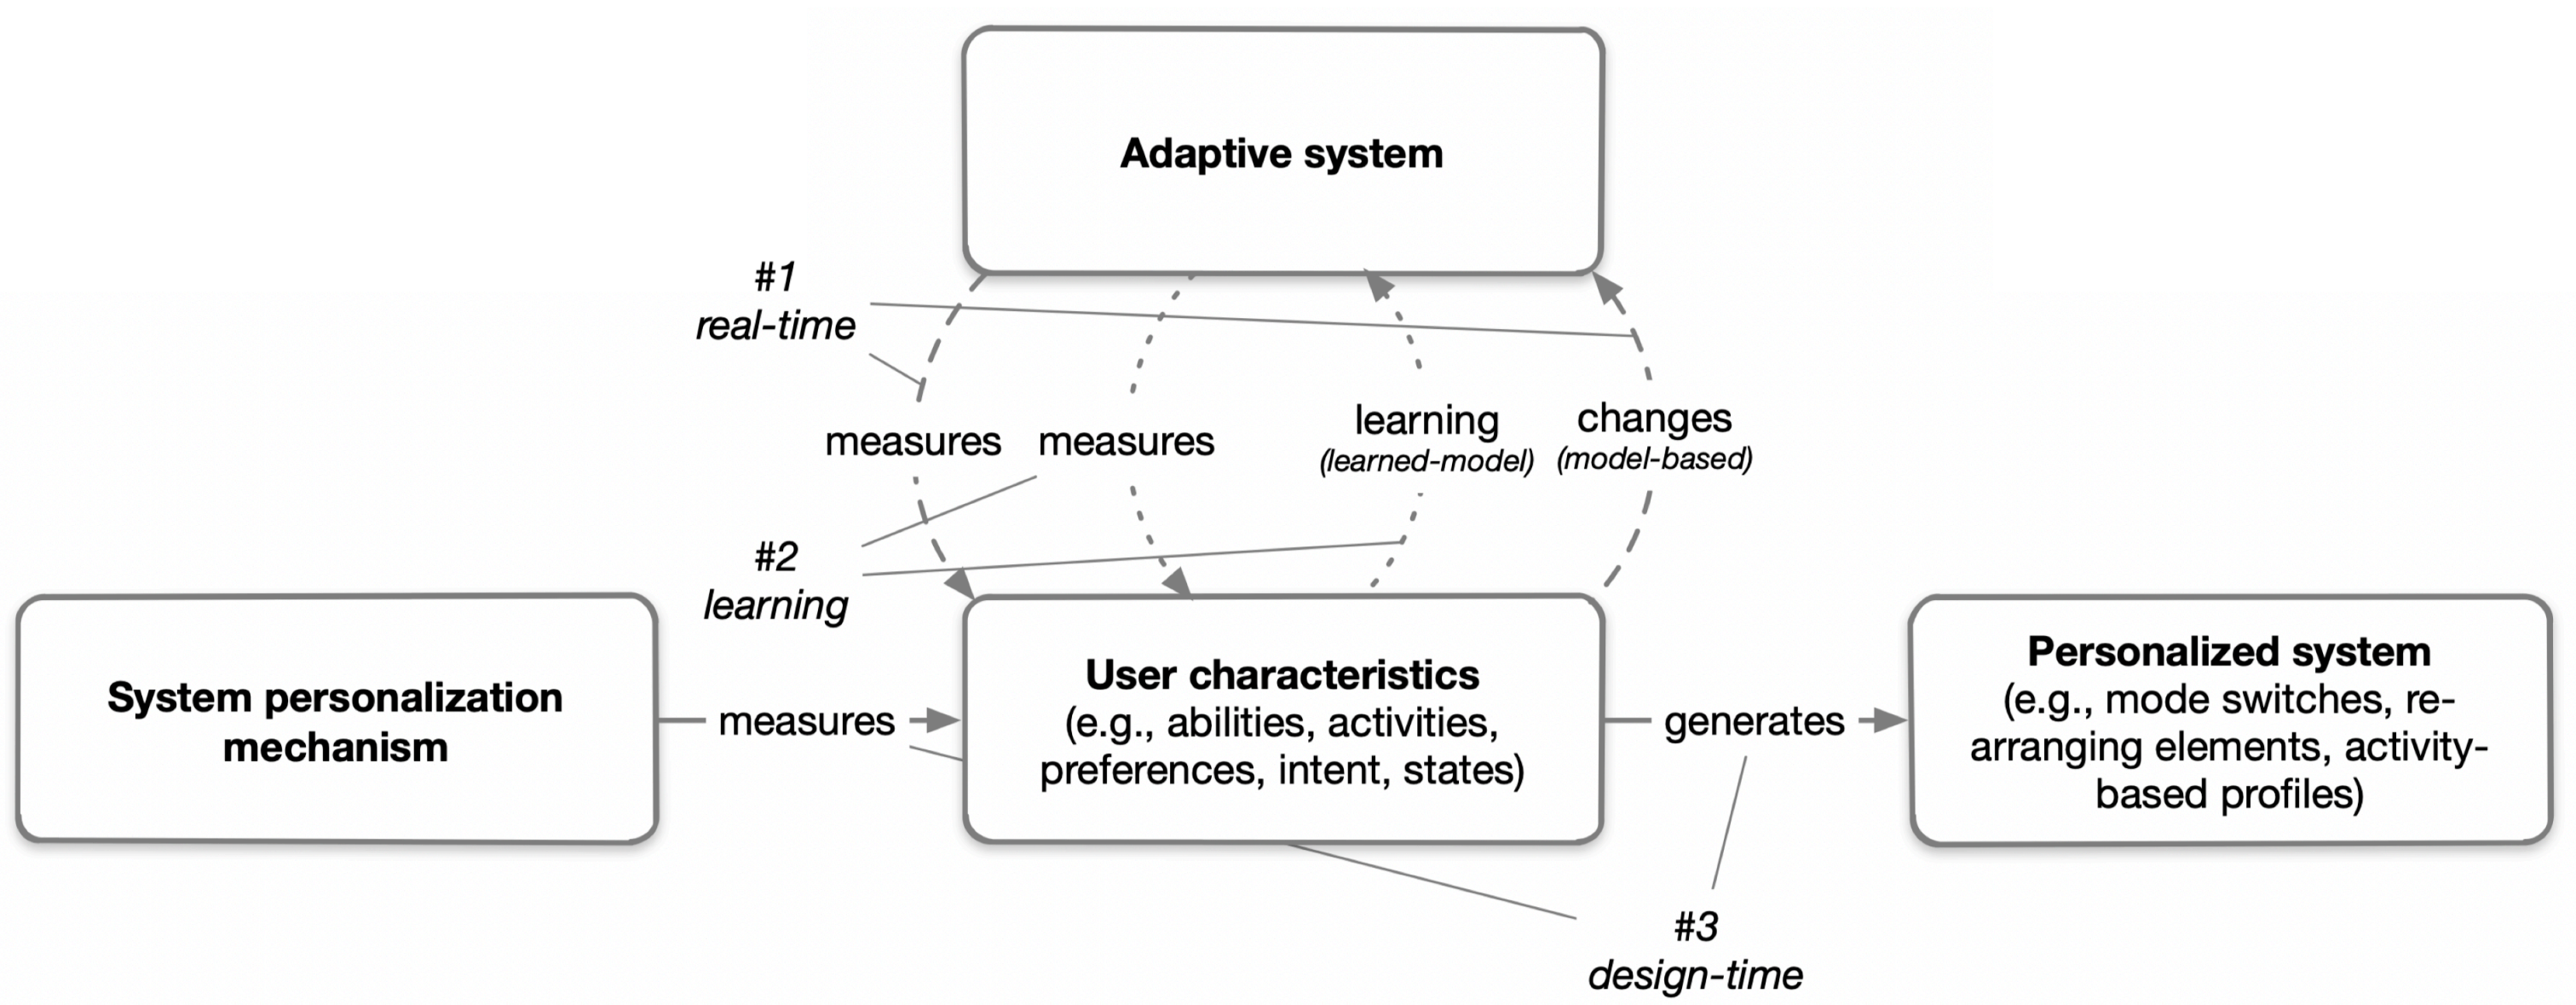 Adaptive system
#1
real-time
measures
measures
learning
(learned-model)
changes
(model-based)
#2
learning
System personalization
mechanism
measures
User characteristics
(e.g., abilities, activities,
preferences, intent, states)
generates
Personalized system
(e.g., mode switches, re-
arranging elements, activity-
based profiles)
#3
design-time